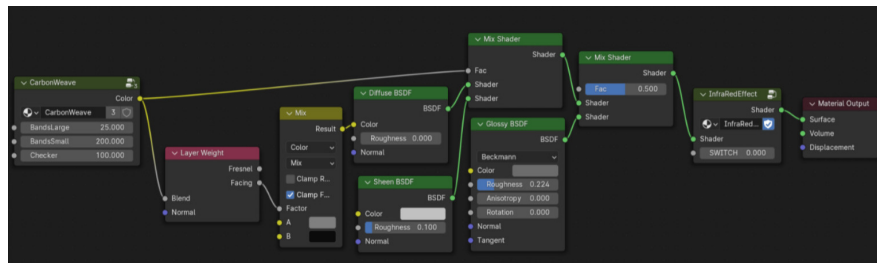 CarbonWeave
5
Color
CarbonWeave 3
BandsLarge 25.000
BandsSmall 200.000
Checker 100.000
Layer Weight
Fresnel
Facing
Blend
Normal
Mix
Result
Color
Mix
Clamp R...
Clamp F...
Factor
A
B
Diffuse BSDF
BSDF
Color
Roughness 0.000
Normal
Sheen BSDF
BSDF
Color
Roughness 0.100
Normal
Mix Shader
Shader
Fac
Shader
Shader
Glossy BSDF
BSDF
Beckmann
Color
Roughness 0.224
Anisotropy 0.000
Rotation 0.000
Normal
Tangent
Mix Shader
Shader
Fac 0.500
Shader
Shader
InfraRedEffect
Shader
InfraRed...
Shader
SWITCH 0.000
Material Output
Surface
Volume
Displacement